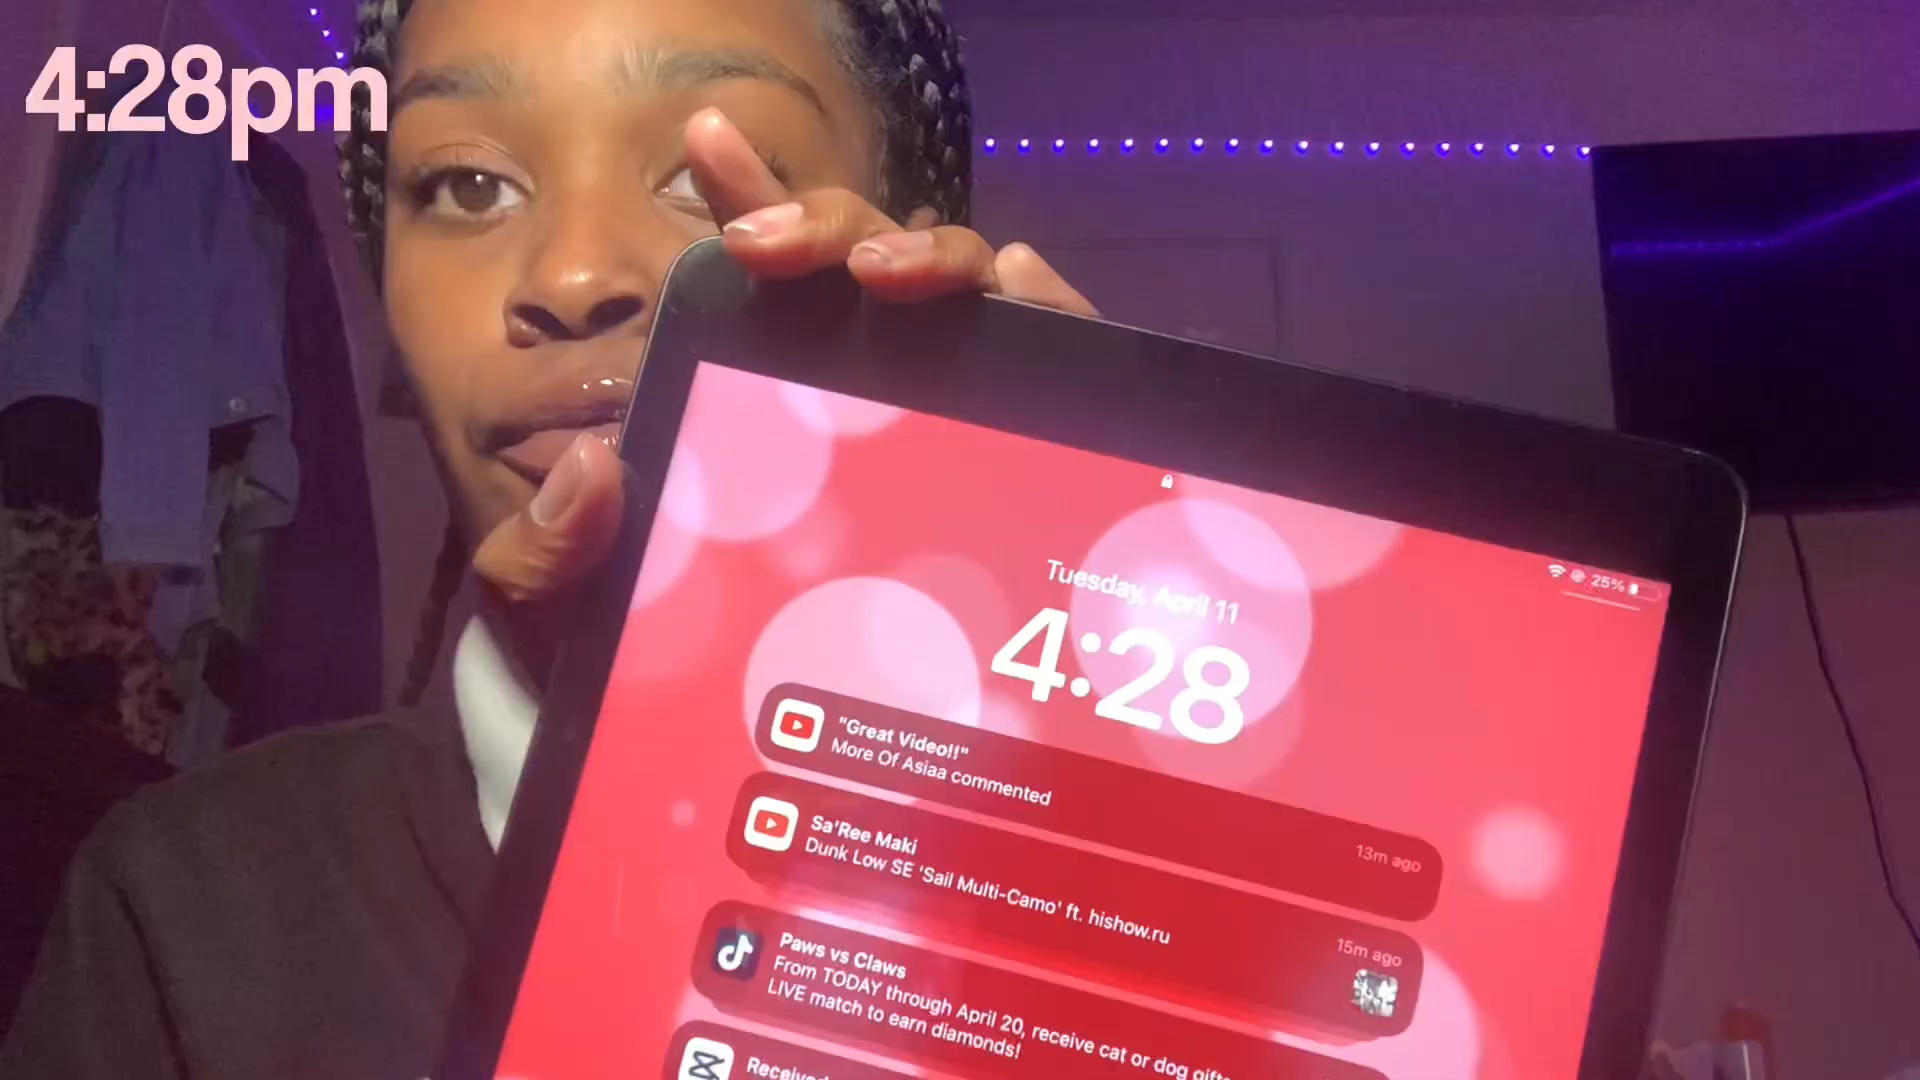 4:28pm
25%
Tuesday, April 11
4:28
"Great Video!!"
More Of Asiaa commented
13m ago
Sa'Ree Maki
Dunk Low SE 'Sail Multi-Camo' ft. hishow.ru
15m ago
Paws vs Claws
From TODAY through April 20, receive cat or dog gifts
LIVE match to earn diamonds!
Received